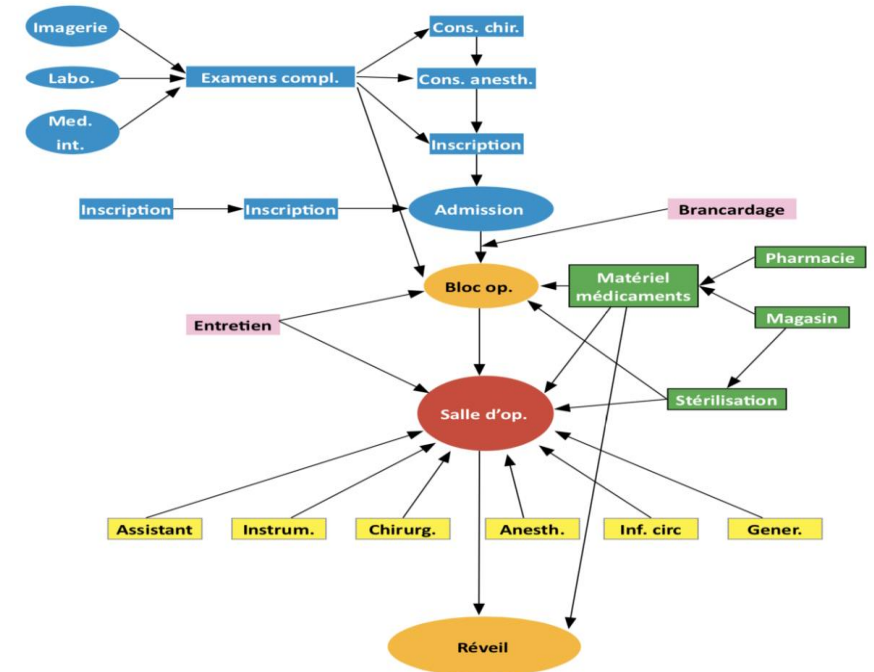 Imagerie
Cons. chir.
Labo.
Examens compl.
Cons. anesth.
Med.
int.
Inscription
Inscription
Inscription
Admission
Brancardage
Pharmacie
Bloc op.
Matériel
médicaments
Magasin
Entretien
Stérilisation
Salle d’op.
Assistant
Instrum.
Chirurg.
Anesth.
Inf. circ
Gener.
Réveil